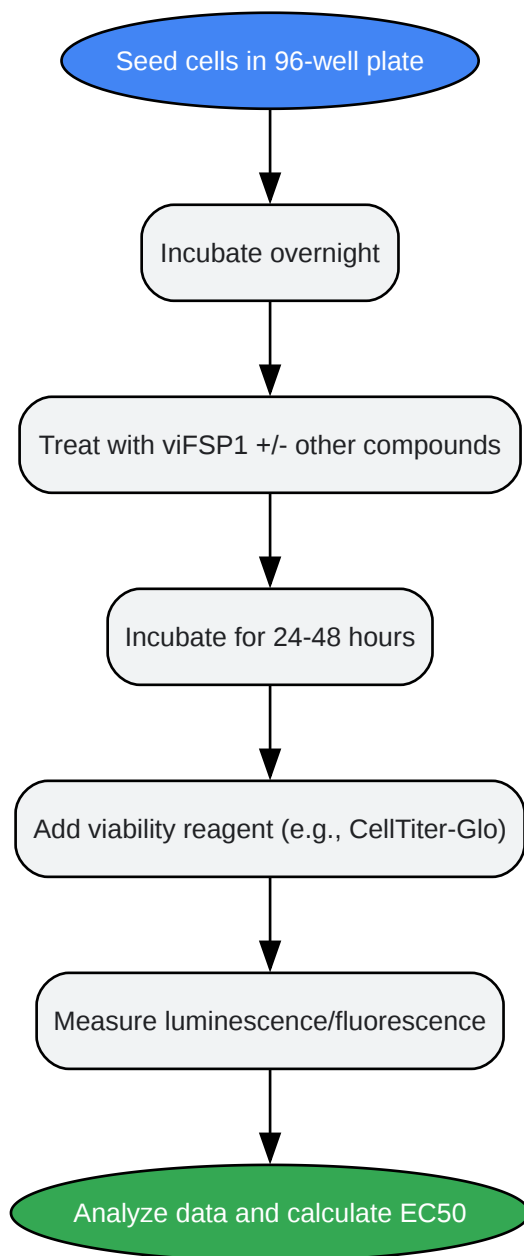 Seed cells in 96-well plate
Incubate overnight
Treat with viFSP1 +/- other compounds
Incubate for 24-48 hours
Add viability reagent (e.g., CellTiter-Glo)
Measure luminescence/fluorescence
Analyze data and calculate EC50